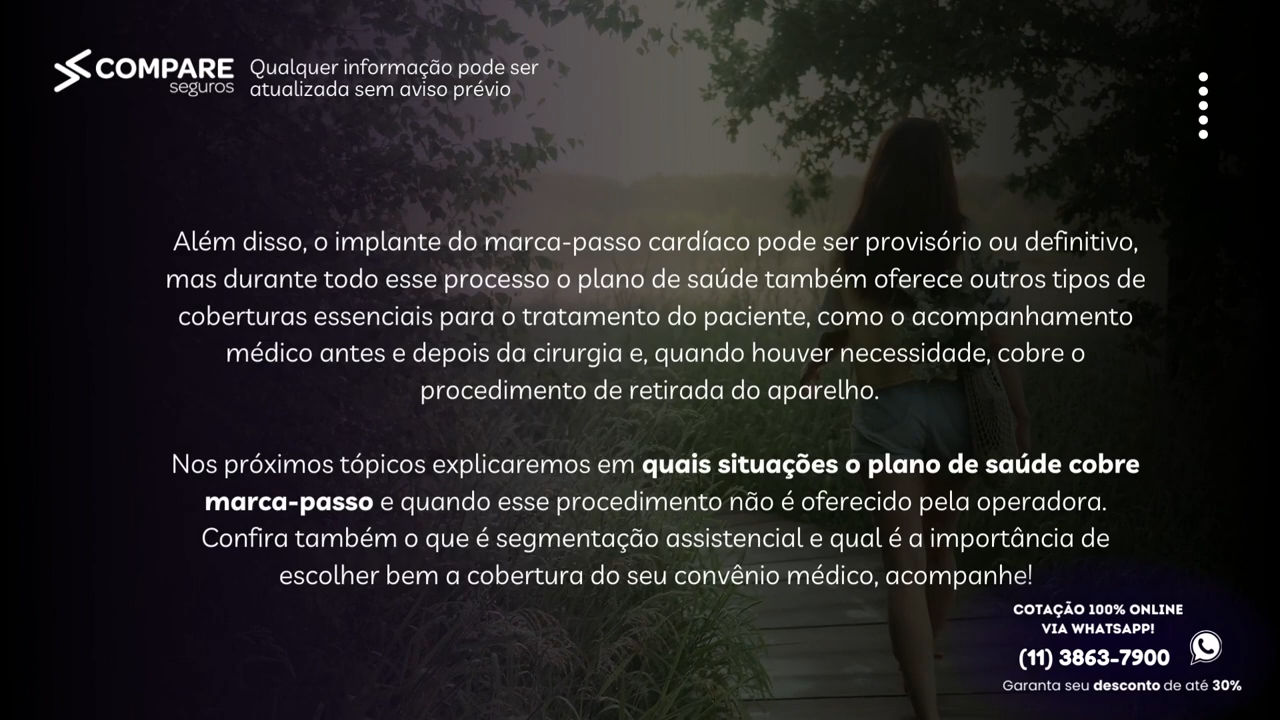 COMPARE
seguros
Qualquer informação pode ser
atualizada sem aviso prévio
Além disso, o implante do marca-passo cardíaco pode ser provisório ou definitivo,
mas durante todo esse processo o plano de saúde também oferece outros tipos de
coberturas essenciais para o tratamento do paciente, como o acompanhamento
médico antes e depois da cirurgia e, quando houver necessidade, cobre o
procedimento de retirada do aparelho.
Nos próximos tópicos explicaremos em quais situações o plano de saúde cobre
marca-passo e quando esse procedimento não é oferecido pela operadora.
Confira também o que é segmentação assistencial e qual é a importância de
escolher bem a cobertura do seu convênio médico, acompanhe!
COTAÇÃO 100% ONLINE
VIA WHATSAPP!
(11) 3863-7900
Garanta seu desconto de até 30%